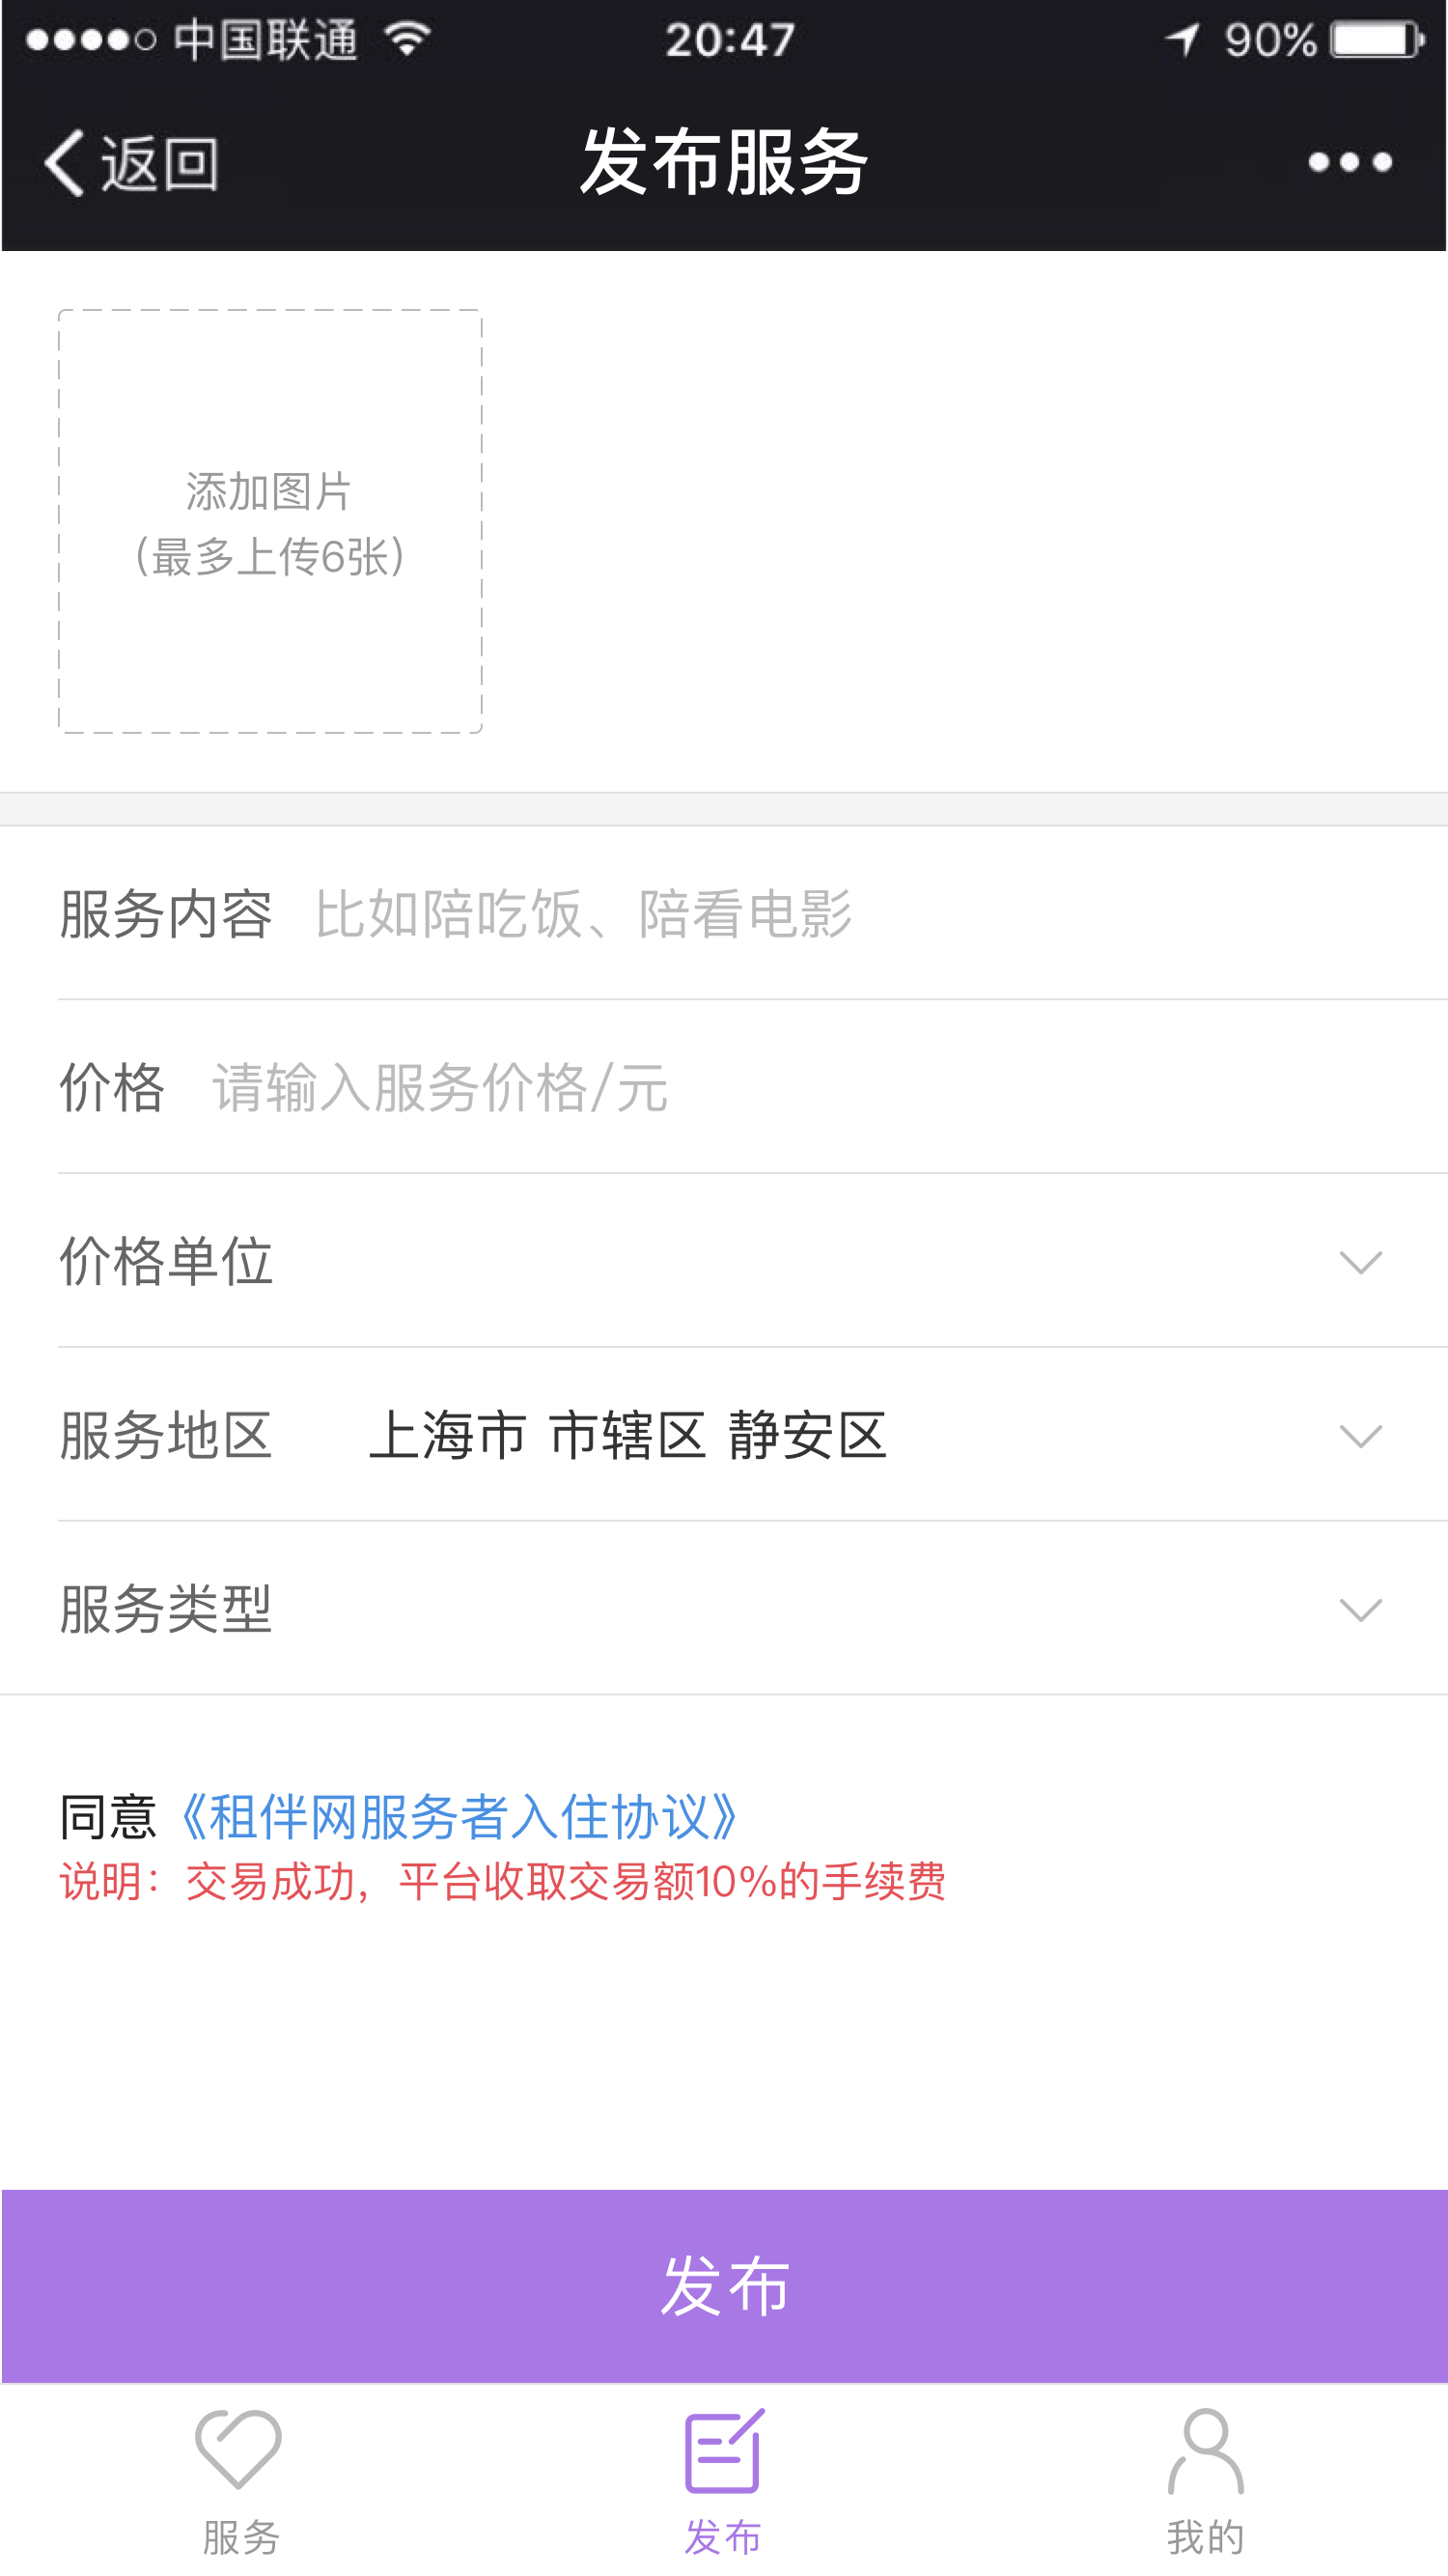 中国联通 20:47 90%
返回 发布服务
添加图片
(最多上传6张)
服务内容 比如陪吃饭、陪看电影
价格 请输入服务价格/元
价格单位
服务地区 上海市 市辖区 静安区
服务类型
同意《租伴网服务者入住协议》
说明：交易成功，平台收取交易额10%的手续费
发布
服务 发布 我的